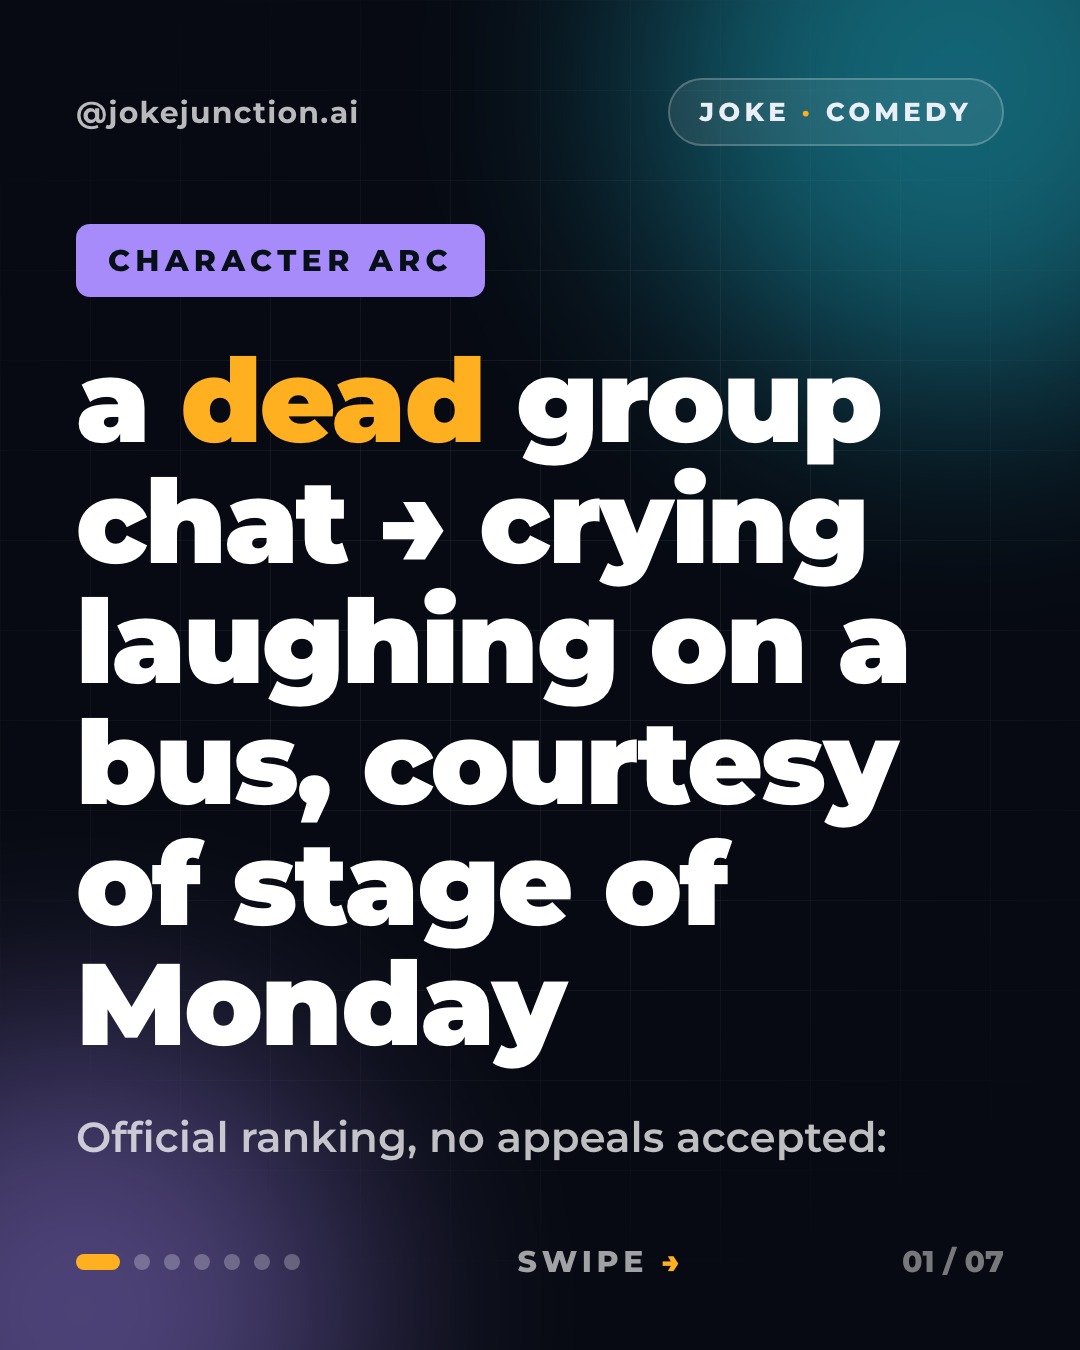 @jokejunction.ai
JOKE · COMEDY
CHARACTER ARC
a dead group
chat → crying
laughing on a
bus, courtesy
of stage of
Monday
Official ranking, no appeals accepted:
SWIPE →
01 / 07